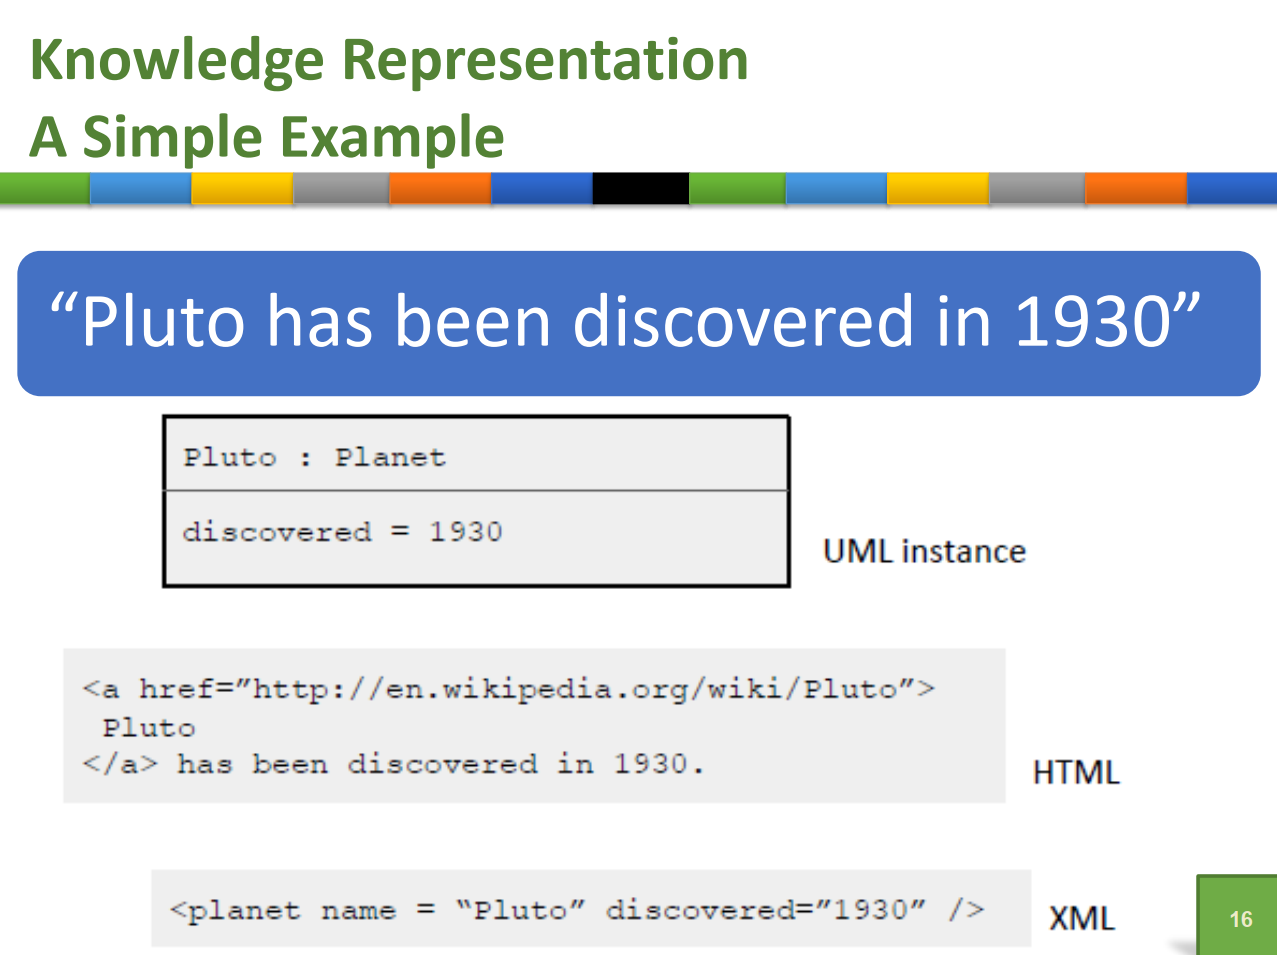 Knowledge Representation
A Simple Example
“Pluto has been discovered in 1930”
Pluto : Planet
discovered = 1930
UML instance
<a href=”http://en.wikipedia.org/wiki/Pluto”>
Pluto
</a> has been discovered in 1930.
HTML
<planet name = “Pluto” discovered=”1930” />
XML
16